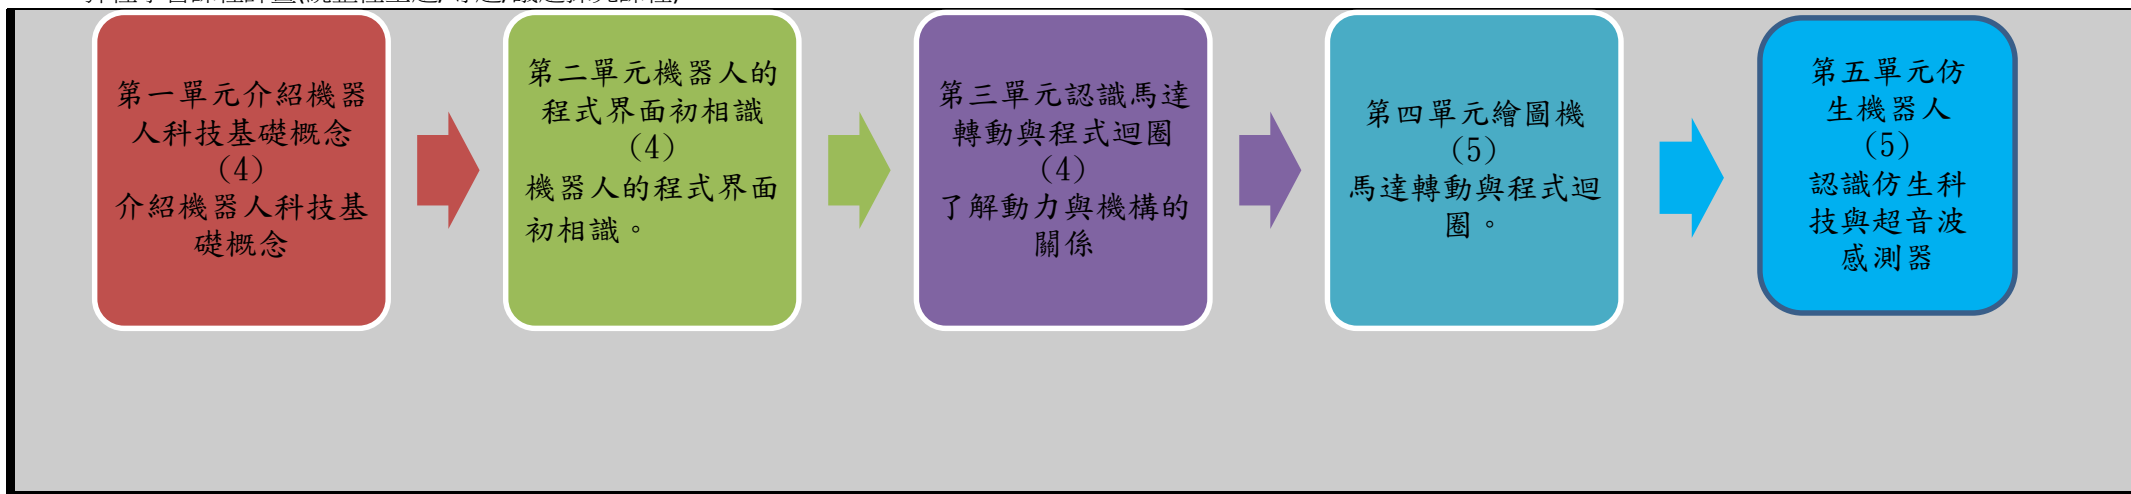 第一單元介紹機器
人科技基礎概念
(4)
介紹機器人科技基
礎概念
第二單元機器人的
程式界面初相識
(4)
機器人的程式界面
初相識。
第三單元認識馬達
轉動與程式迴圈
(4)
了解動力與機構的
關係
第四單元繪圖機
(5)
馬達轉動與程式迴
圈。
第五單元仿
生機器人
(5)
認識仿生科
技與超音波
感測器